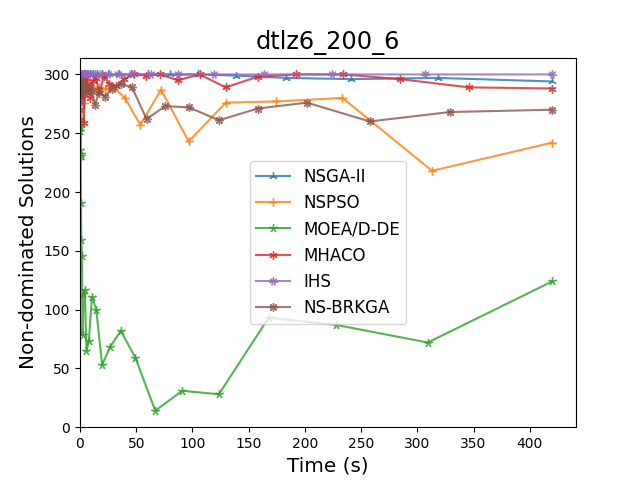 dtlz6_200_6
Non-dominated Solutions
300
250
200
150
100
50
0
NSGA-II
NSPSO
MOEA/D-DE
MHACO
IHS
NS-BRKGA
0 50 100 150 200 250 300 350 400
Time (s)